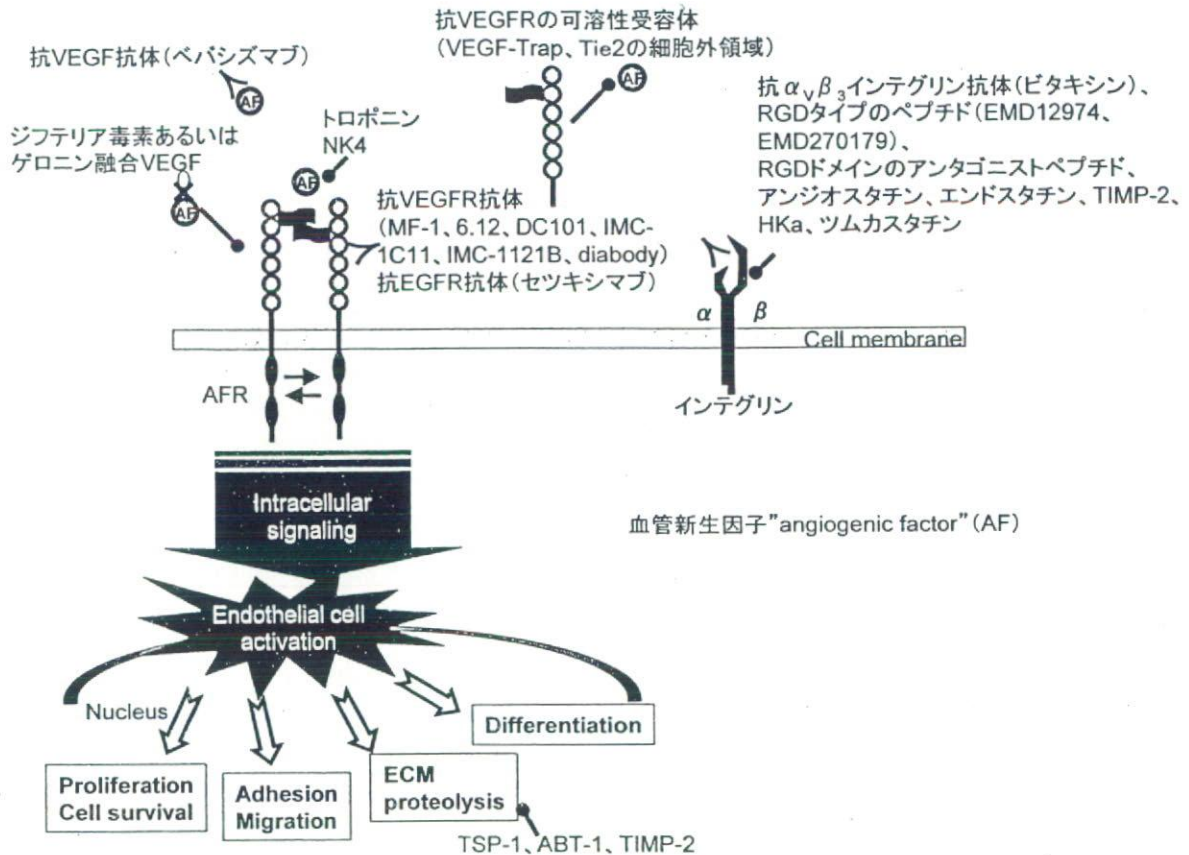 抗VEGFRの可溶性受容体
(VEGF-Trap、Tie2の細胞外領域)
抗VEGF抗体(ベバシズマブ)
AF
AF
抗αvβ3インテグリン抗体(ビタキシン)、
RGDタイプのペプチド(EMD12974、
EMD270179)、
RGDドメインのアンタゴニストペプチド、
アンジオスタチン、エンドスタチン、TIMP-2、
HKa、ツムカスタチン
ジフテリア毒素あるいは
ゲロニン融合VEGF
AF
トロポニン
NK4
AF
抗VEGFR抗体
(MF-1、6.12、DC101、IMC-
1C11、IMC-1121B、diabody)
抗EGFR抗体(セツキシマブ)
α β
Cell membrane
AFR
インテグリン
Intracellular
signaling
血管新生因子”angiogenic factor”(AF)
Endothelial cell
activation
Nucleus
Differentiation
Proliferation
Cell survival
Adhesion
Migration
ECM
proteolysis
TSP-1、ABT-1、TIMP-2